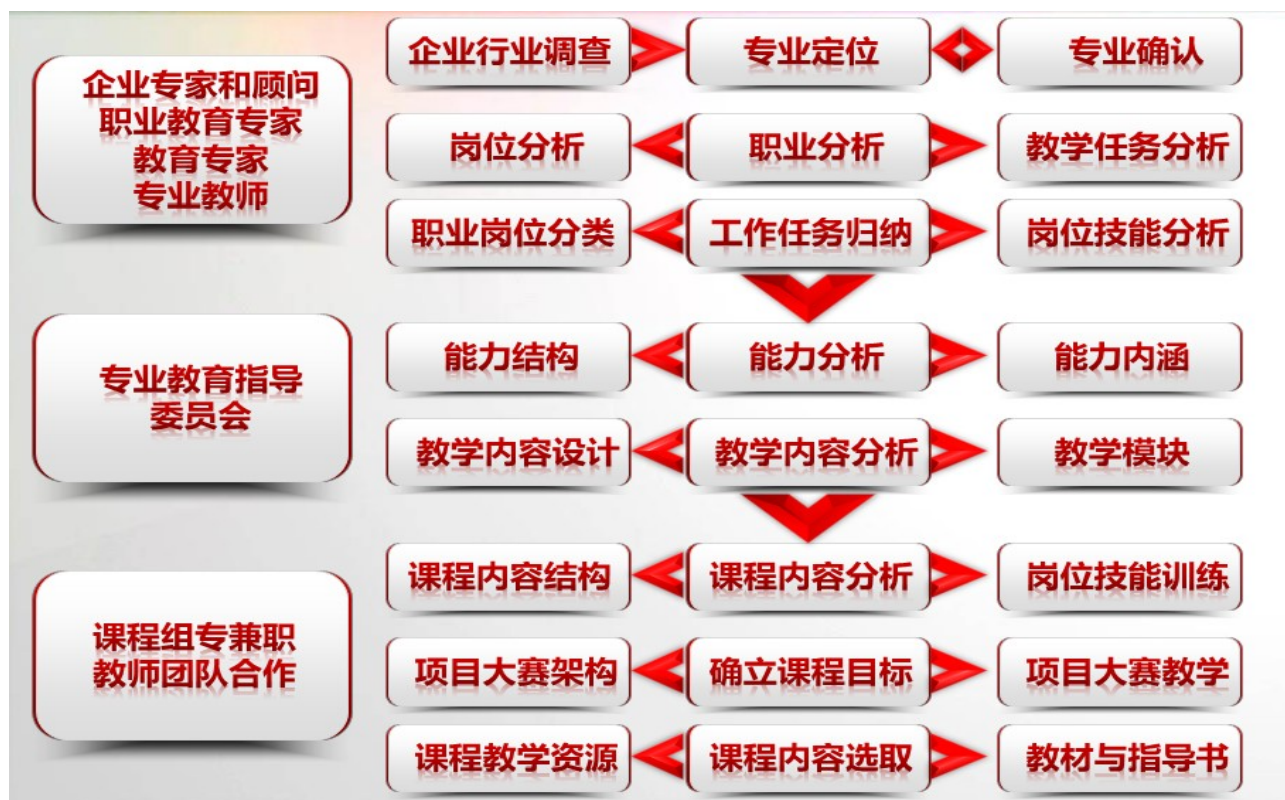 企业专家和顾问
职业教育专家
教育专家
专业教师
企业行业调查
专业定位
专业确认
岗位分析
职业分析
教学任务分析
职业岗位分类
工作任务归纳
岗位技能分析
专业教育指导
委员会
能力结构
能力分析
能力内涵
教学内容设计
教学内容分析
教学模块
课程组专兼职
教师团队合作
课程内容结构
课程内容分析
岗位技能训练
项目大赛架构
确立课程目标
项目大赛教学
课程教学资源
课程内容选取
教材与指导书